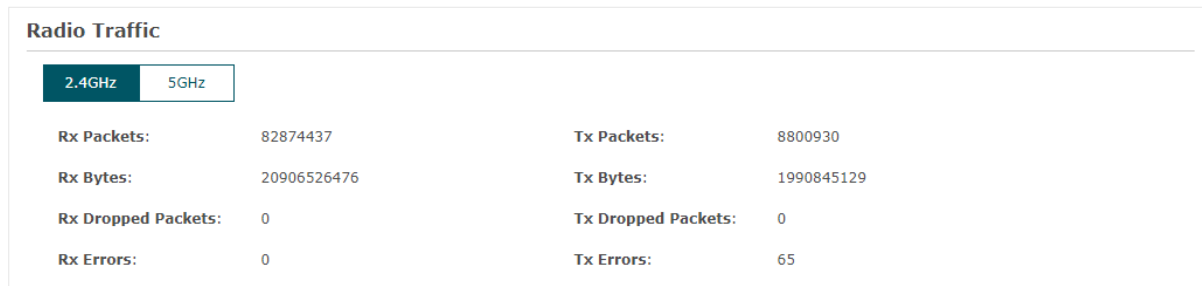 Radio Traffic
2.4GHz 5GHz
Rx Packets: 82874437 Tx Packets: 8800930
Rx Bytes: 20906526476 Tx Bytes: 1990845129
Rx Dropped Packets: 0 Tx Dropped Packets: 0
Rx Errors: 0 Tx Errors: 65